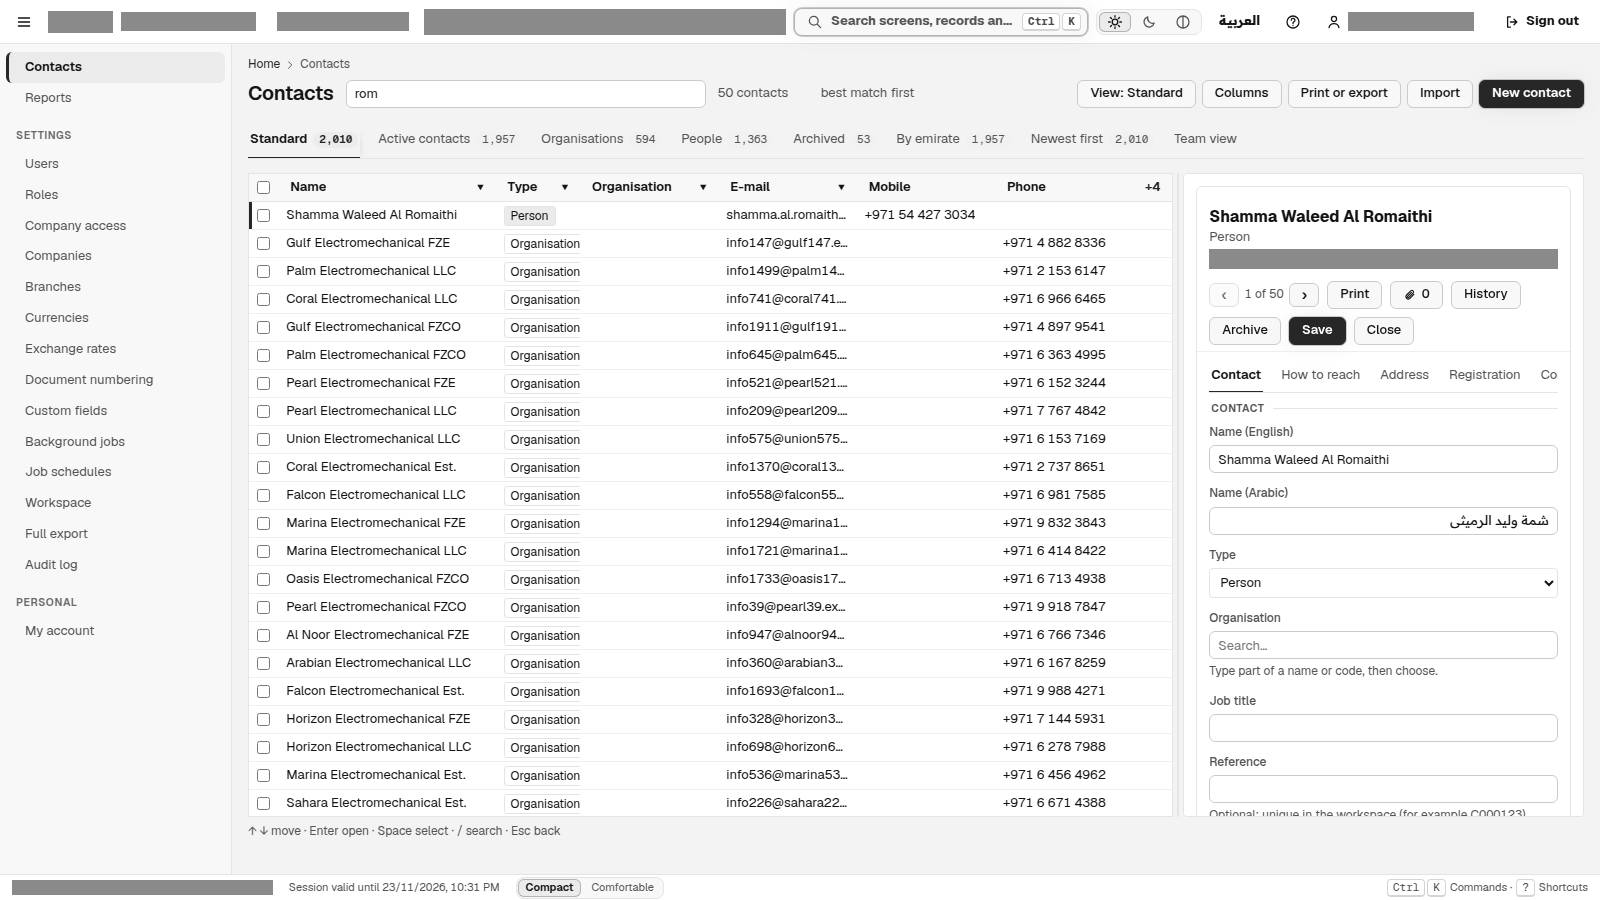 Search screens, records an... Ctrl K
العربية
Sign out
Contacts
Reports
SETTINGS
Users
Roles
Company access
Companies
Branches
Currencies
Exchange rates
Document numbering
Custom fields
Background jobs
Job schedules
Workspace
Full export
Audit log
PERSONAL
My account
Home > Contacts
Contacts rom 50 contacts best match first View: Standard Columns Print or export Import New contact
Standard 2,010 Active contacts 1,957 Organisations 594 People 1,363 Archived 53 By emirate 1,957 Newest first 2,010 Team view
Name ▼ Type ▼ Organisation ▼ E-mail ▼ Mobile Phone +4
Shamma Waleed Al Romaithi Person shamma.al.romaith... +971 54 427 3034
Gulf Electromechanical FZE Organisation info147@gulf147.e... +971 4 882 8336
Palm Electromechanical LLC Organisation info1499@palm14... +971 2 153 6147
Coral Electromechanical LLC Organisation info741@coral741.... +971 6 966 6465
Gulf Electromechanical FZCO Organisation info1911@gulf191... +971 4 897 9541
Palm Electromechanical FZCO Organisation info645@palm645.... +971 6 363 4995
Pearl Electromechanical FZE Organisation info521@pearl521.... +971 6 152 3244
Pearl Electromechanical LLC Organisation info209@pearl209.... +971 7 767 4842
Union Electromechanical LLC Organisation info575@union575... +971 6 153 7169
Coral Electromechanical Est. Organisation info1370@coral13... +971 2 737 8651
Falcon Electromechanical LLC Organisation info558@falcon55... +971 6 981 7585
Marina Electromechanical FZE Organisation info1294@marina1... +971 9 832 3843
Marina Electromechanical LLC Organisation info1721@marina1... +971 6 414 8422
Oasis Electromechanical FZCO Organisation info1733@oasis17... +971 6 713 4938
Pearl Electromechanical FZCO Organisation info39@pearl39.ex... +971 9 918 7847
Al Noor Electromechanical FZE Organisation info947@alnoor94... +971 6 766 7346
Arabian Electromechanical LLC Organisation info360@arabian3... +971 6 167 8259
Falcon Electromechanical Est. Organisation info1693@falcon1... +971 9 988 4271
Horizon Electromechanical FZE Organisation info328@horizon3... +971 7 144 5931
Horizon Electromechanical LLC Organisation info698@horizon6... +971 6 278 7988
Marina Electromechanical Est. Organisation info536@marina53... +971 6 456 4962
Sahara Electromechanical Est. Organisation info226@sahara22... +971 6 671 4388
↑ ↓ move · Enter open · Space select · / search · Esc back
Shamma Waleed Al Romaithi
Person
‹ 1 of 50 › Print 0 History
Archive Save Close
Contact How to reach Address Registration Co
CONTACT
Name (English)
Shamma Waleed Al Romaithi
Name (Arabic)
شمة وليد الرميثي
Type
Person
Organisation
Search...
Type part of a name or code, then choose.
Job title
Reference
Optional: unique in the workspace (for example C000123)
Session valid until 23/11/2026, 10:31 PM Compact Comfortable
Ctrl K Commands · ? Shortcuts